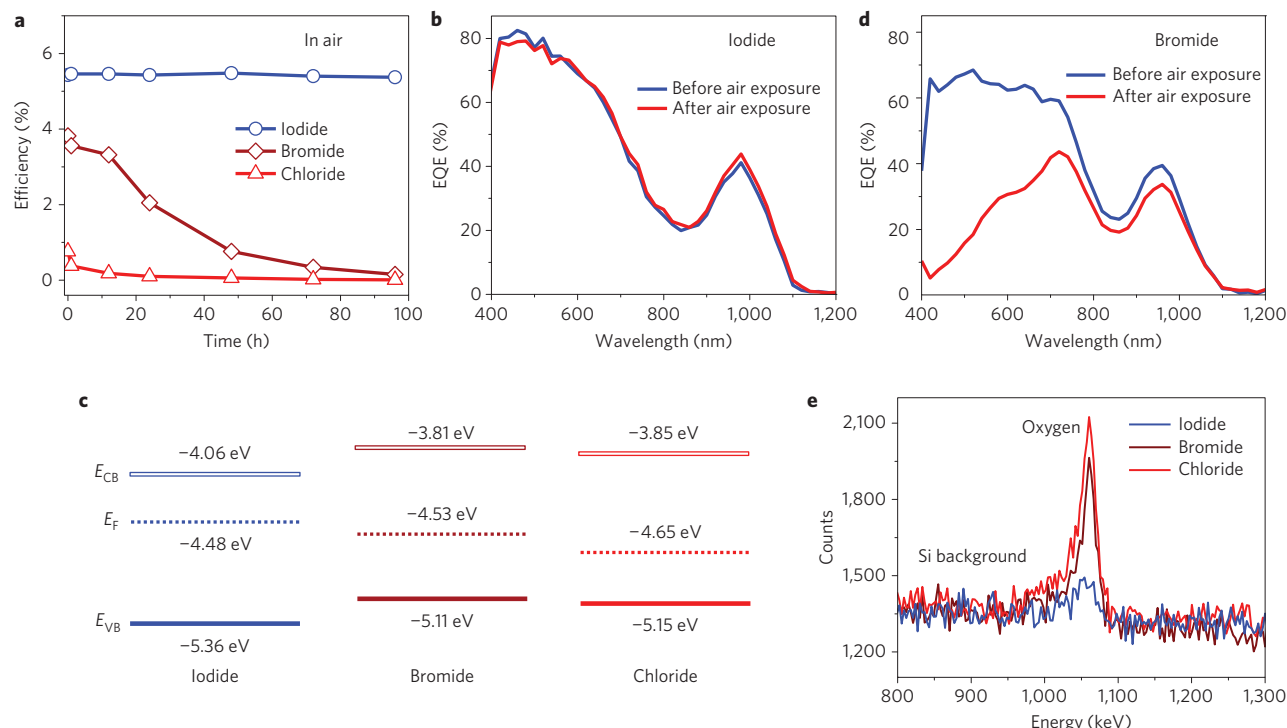 a
In air
Efficiency (%)
6
4
2
0
Iodide
Bromide
Chloride
0
20
40
60
80
100
Time (h)
b
Iodide
EQE (%)
80
60
40
20
0
Before air exposure
After air exposure
400
600
800
1,000
1,200
Wavelength (nm)
d
Bromide
EQE (%)
80
60
40
20
0
Before air exposure
After air exposure
400
600
800
1,000
1,200
Wavelength (nm)
c
−4.06 eV
−3.81 eV
−3.85 eV
E_CB
E_F
−4.48 eV
−4.53 eV
−4.65 eV
E_VB
−5.36 eV
−5.11 eV
−5.15 eV
Iodide
Bromide
Chloride
e
Counts
2,100
1,800
1,500
1,200
Oxygen
Iodide
Bromide
Chloride
Si background
800
900
1,000
1,100
1,200
1,300
Energy (keV)